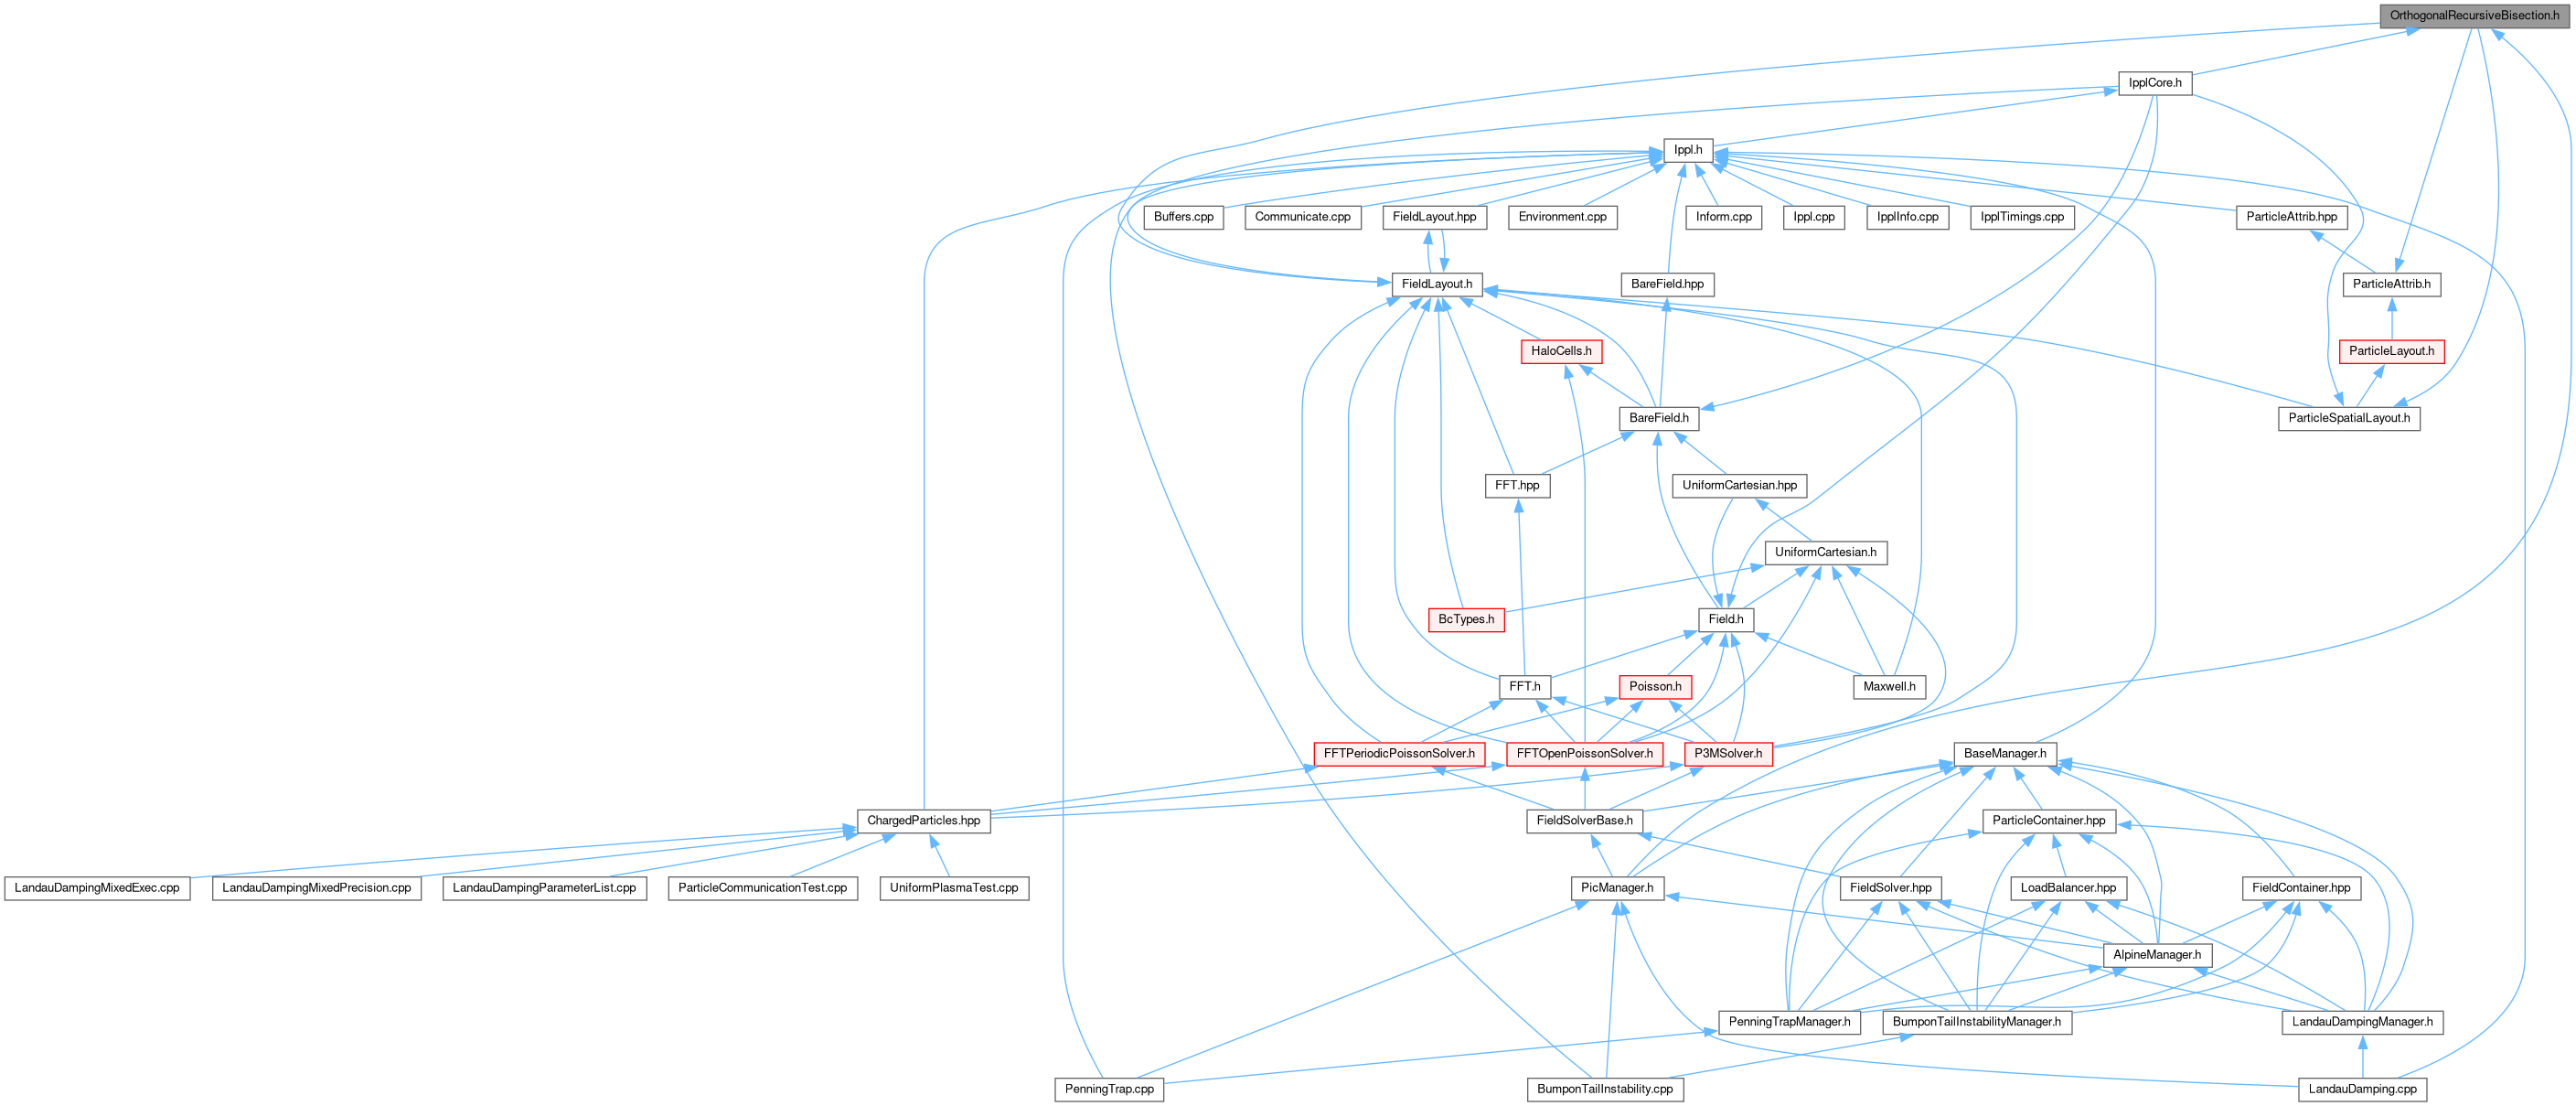 OrthogonalRecursiveBisection.h
IpplCore.h
Ippl.h
Buffers.cpp
Communicate.cpp
FieldLayout.hpp
Environment.cpp
Inform.cpp
Ippl.cpp
IpplInfo.cpp
IpplTimings.cpp
ParticleAttrib.hpp
FieldLayout.h
BareField.hpp
ParticleAttrib.h
HaloCells.h
ParticleLayout.h
BareField.h
ParticleSpatialLayout.h
FFT.hpp
UniformCartesian.hpp
UniformCartesian.h
BcTypes.h
Field.h
FFT.h
Poisson.h
Maxwell.h
FFTPeriodicPoissonSolver.h
FFTOpenPoissonSolver.h
P3MSolver.h
BaseManager.h
ChargedParticles.hpp
FieldSolverBase.h
ParticleContainer.hpp
LandauDampingMixedExec.cpp
LandauDampingMixedPrecision.cpp
LandauDampingParameterList.cpp
ParticleCommunicationTest.cpp
UniformPlasmaTest.cpp
PicManager.h
FieldSolver.hpp
LoadBalancer.hpp
FieldContainer.hpp
AlpineManager.h
PenningTrapManager.h
BumponTailInstabilityManager.h
LandauDampingManager.h
PenningTrap.cpp
BumponTailInstability.cpp
LandauDamping.cpp